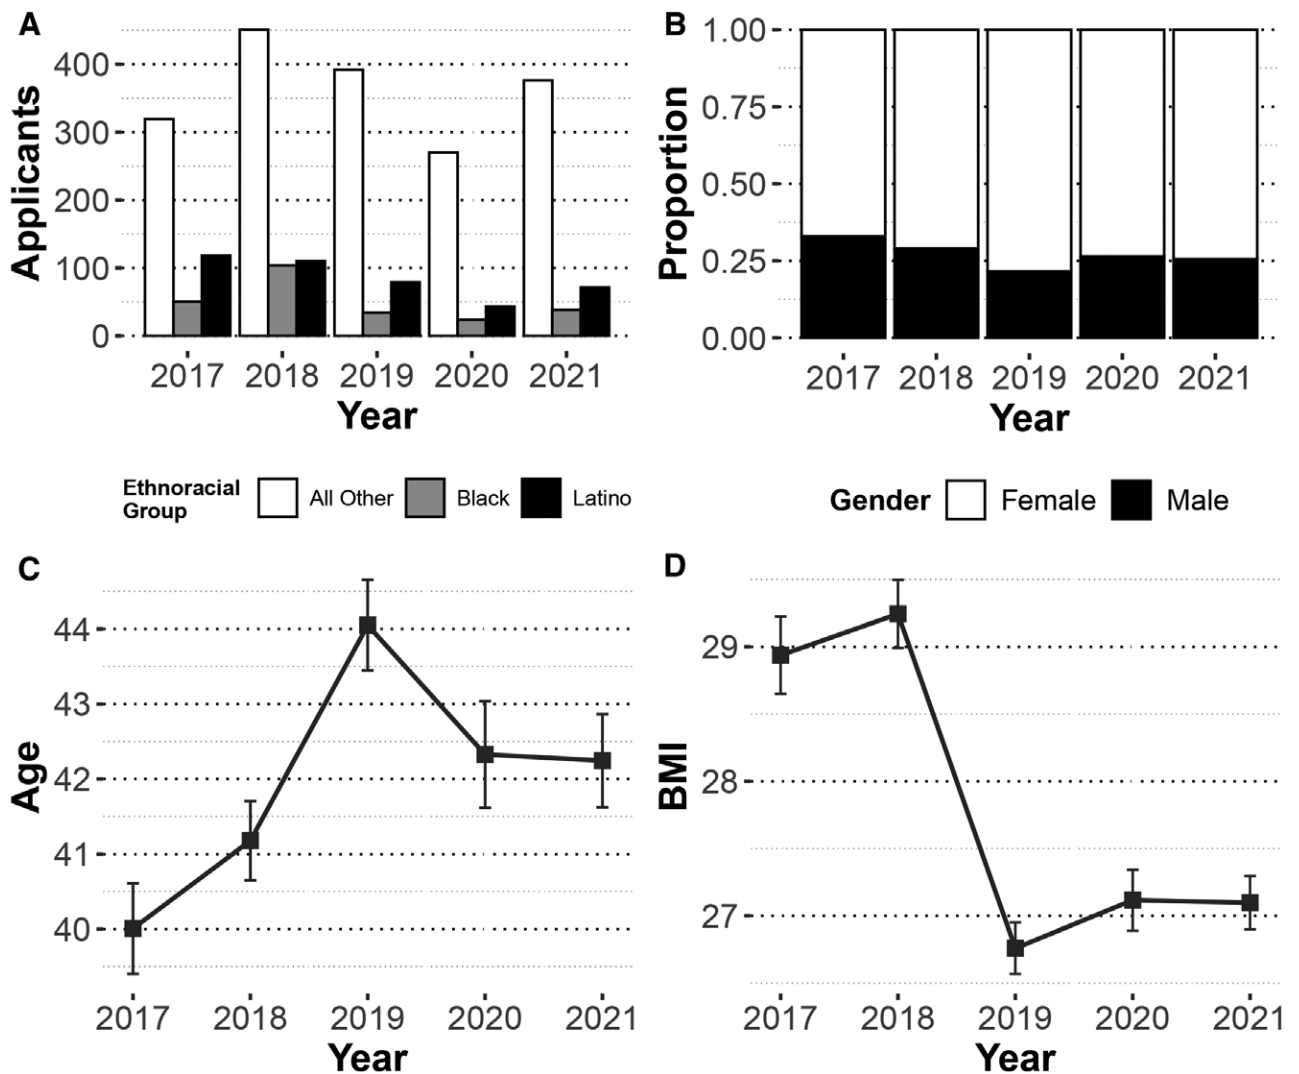 A
Applicants
400
300
200
100
0
2017 2018 2019 2020 2021
Year
Ethnoracial
Group
All Other Black Latino
B
Proportion
1.00
0.75
0.50
0.25
0.00
2017 2018 2019 2020 2021
Year
Gender Female Male
C
Age
44
43
42
41
40
2017 2018 2019 2020 2021
Year
D
BMI
29
28
27
2017 2018 2019 2020 2021
Year